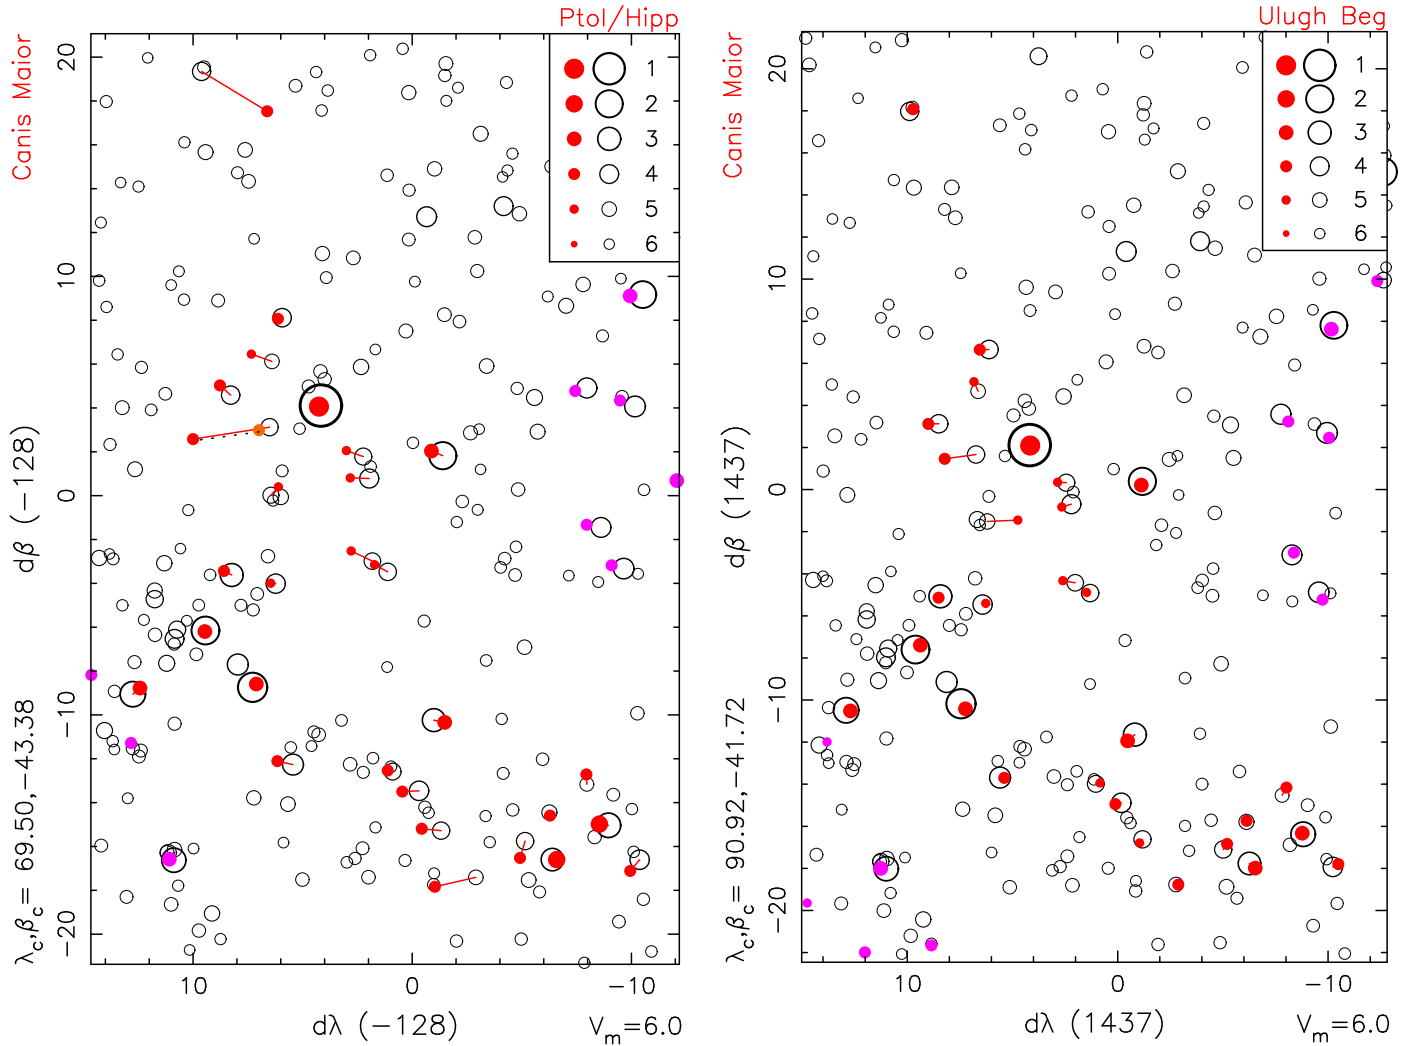 Ptol/Hipp
Canis Maior
1
2
3
4
5
6
20
10
0
−10
−20
dβ (−128)
λc,βc= 69.50,−43.38
10
0
−10
dλ (−128)
Vm=6.0
Ulugh Beg
Canis Maior
1
2
3
4
5
6
20
10
0
−10
−20
dβ (1437)
λc,βc= 90.92,−41.72
10
0
−10
dλ (1437)
Vm=6.0